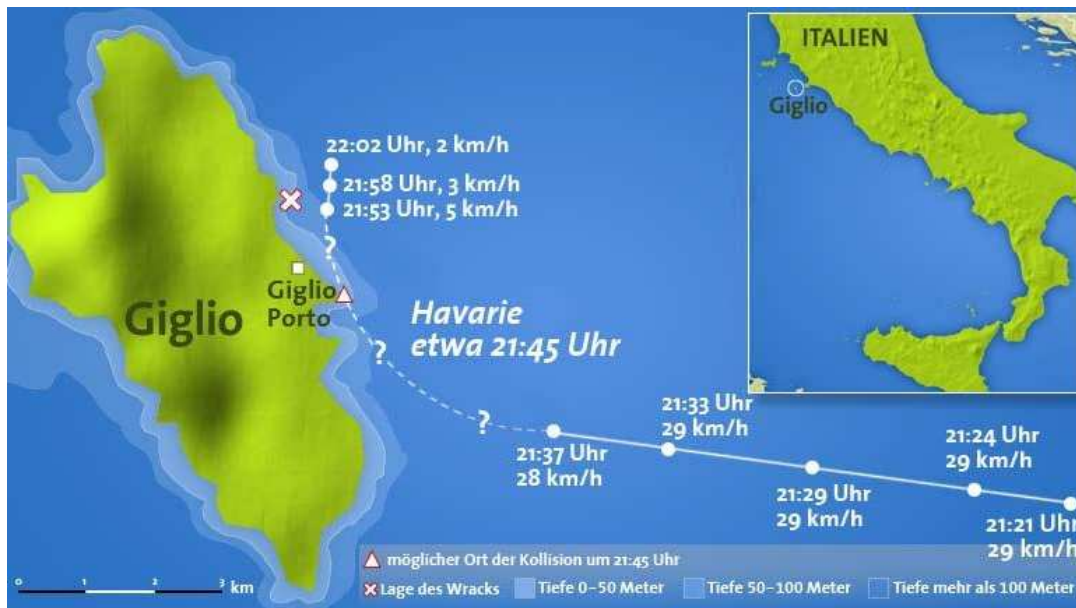 ITALIEN
Giglio
22:02 Uhr, 2 km/h
21:58 Uhr, 3 km/h
21:53 Uhr, 5 km/h
?
Giglio
Porto
Giglio
Havarie
etwa 21:45 Uhr
?
?
21:37 Uhr
28 km/h
21:33 Uhr
29 km/h
21:29 Uhr
29 km/h
21:24 Uhr
29 km/h
21:21 Uhr
29 km/h
möglicher Ort der Kollision um 21:45 Uhr
0 1 2 3 km
Lage des Wracks Tiefe 0–50 Meter Tiefe 50–100 Meter Tiefe mehr als 100 Meter